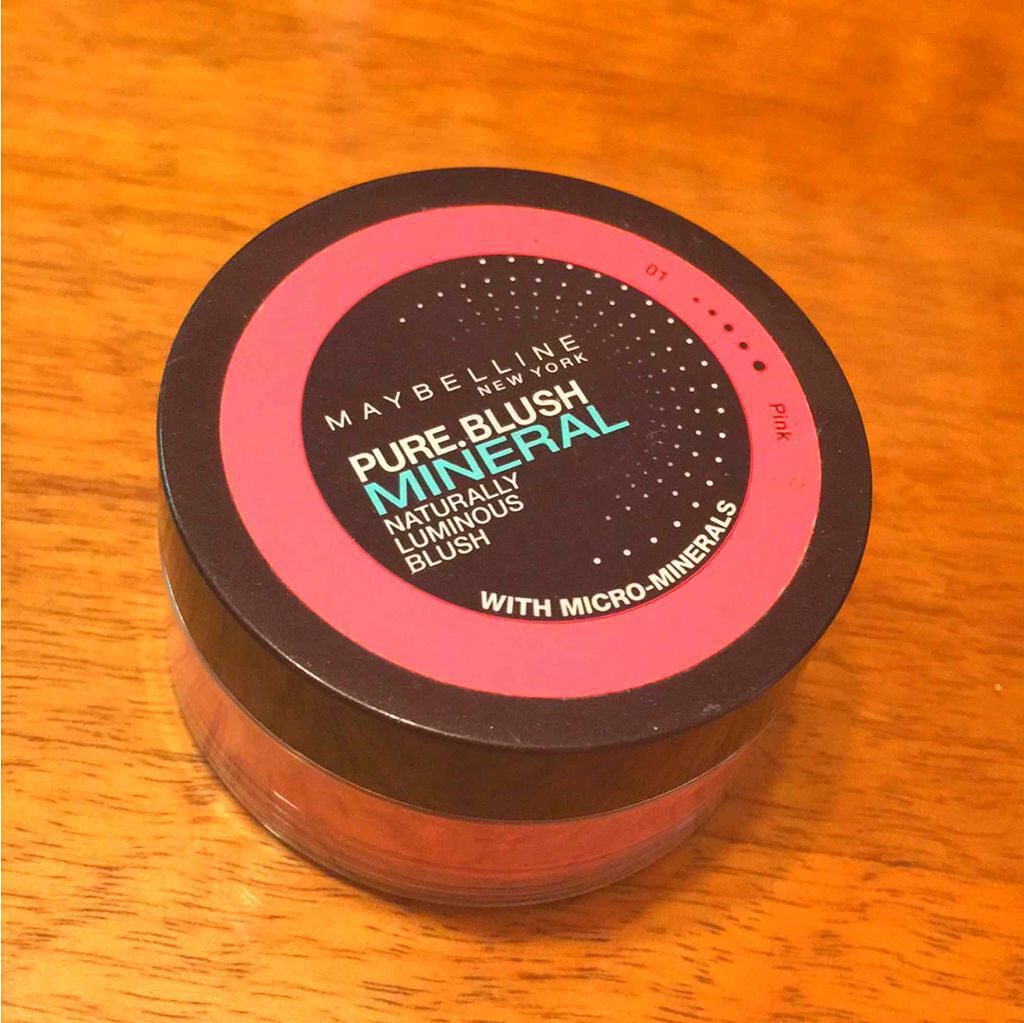 MAYBELLINE
NEW YORK
PURE.BLUSH
MINERAL
NATURALLY
LUMINOUS
BLUSH
WITH MICRO-MINERALS
01
Pink